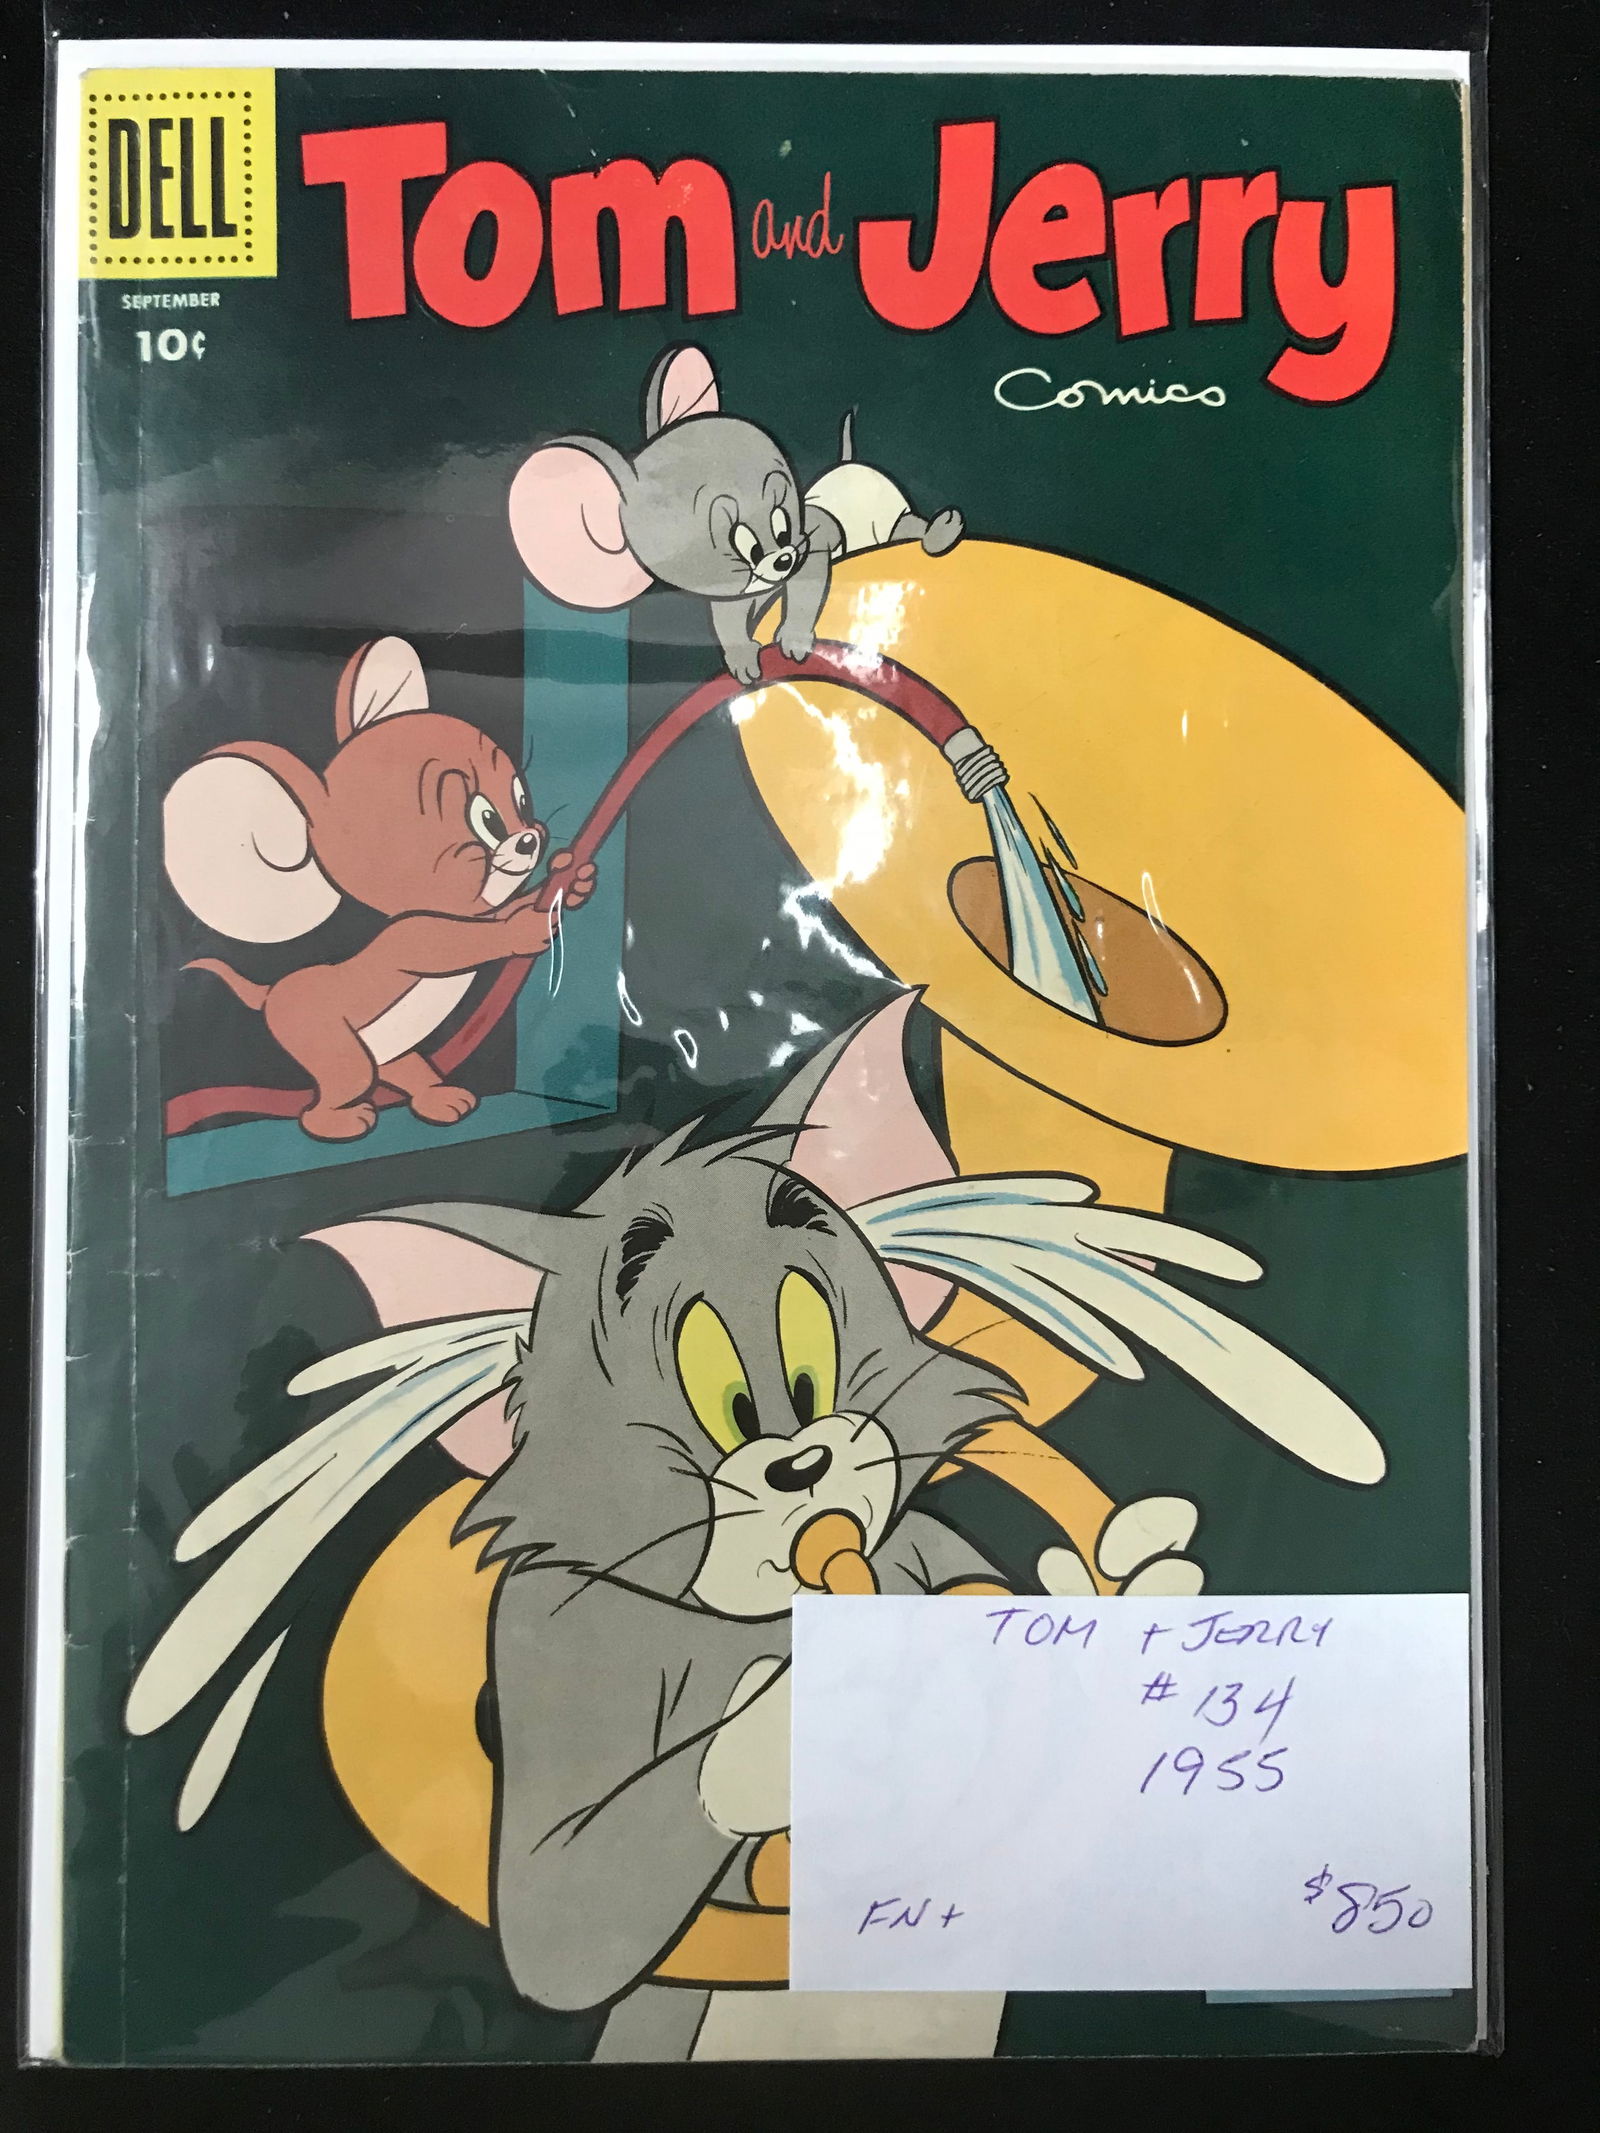 DELL
Tom and Jerry
Comics
SEPTEMBER
10¢
TOM + JERRY
# 134
1955
FN+
$850